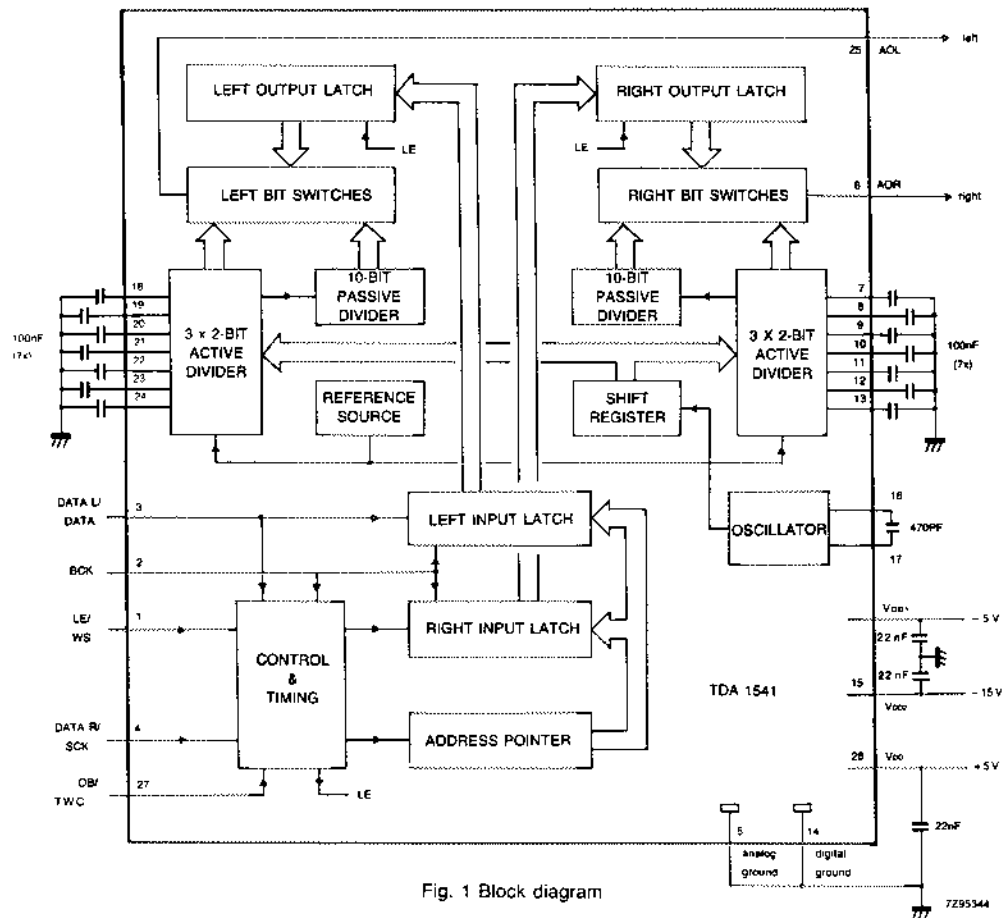 left
25 AOL
LEFT OUTPUT LATCH
RIGHT OUTPUT LATCH
LE
LE
LEFT BIT SWITCHES
RIGHT BIT SWITCHES
6 AOR
right
18
19
20
21
22
23
24
100nF
(7x)
3 x 2-BIT
ACTIVE
DIVIDER
10-BIT
PASSIVE
DIVIDER
10-BIT
PASSIVE
DIVIDER
3 X 2-BIT
ACTIVE
DIVIDER
7
8
9
10
11
12
13
100nF
(7x)
REFERENCE
SOURCE
SHIFT
REGISTER
DATA L/
DATA
3
LEFT INPUT LATCH
OSCILLATOR
16
470PF
17
BCK
2
LE/
WS
1
CONTROL
&
TIMING
RIGHT INPUT LATCH
- 5 V
22 nF
22 nF
TDA 1541
15
- 15 V
DATA R/
SCK
4
ADDRESS POINTER
OB/
TWC
27
LE
28
VDD
+ 5V
22nF
5
analog
ground
14
digital
ground
Fig. 1 Block diagram
7Z95344